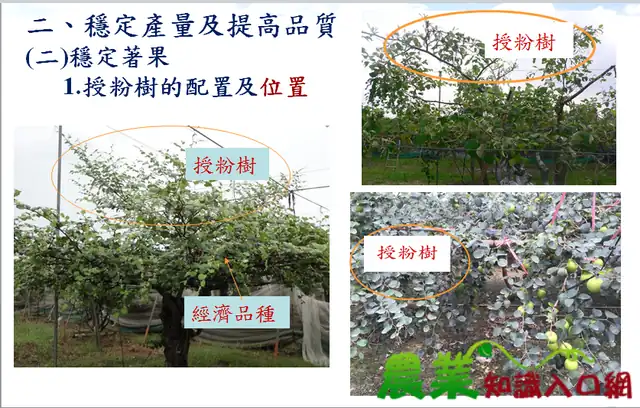 二、穩定產量及提高品質
(二)穩定著果
1.授粉樹的配置及位置
授粉樹
授粉樹
經濟品種
授粉樹
農業知識入口網